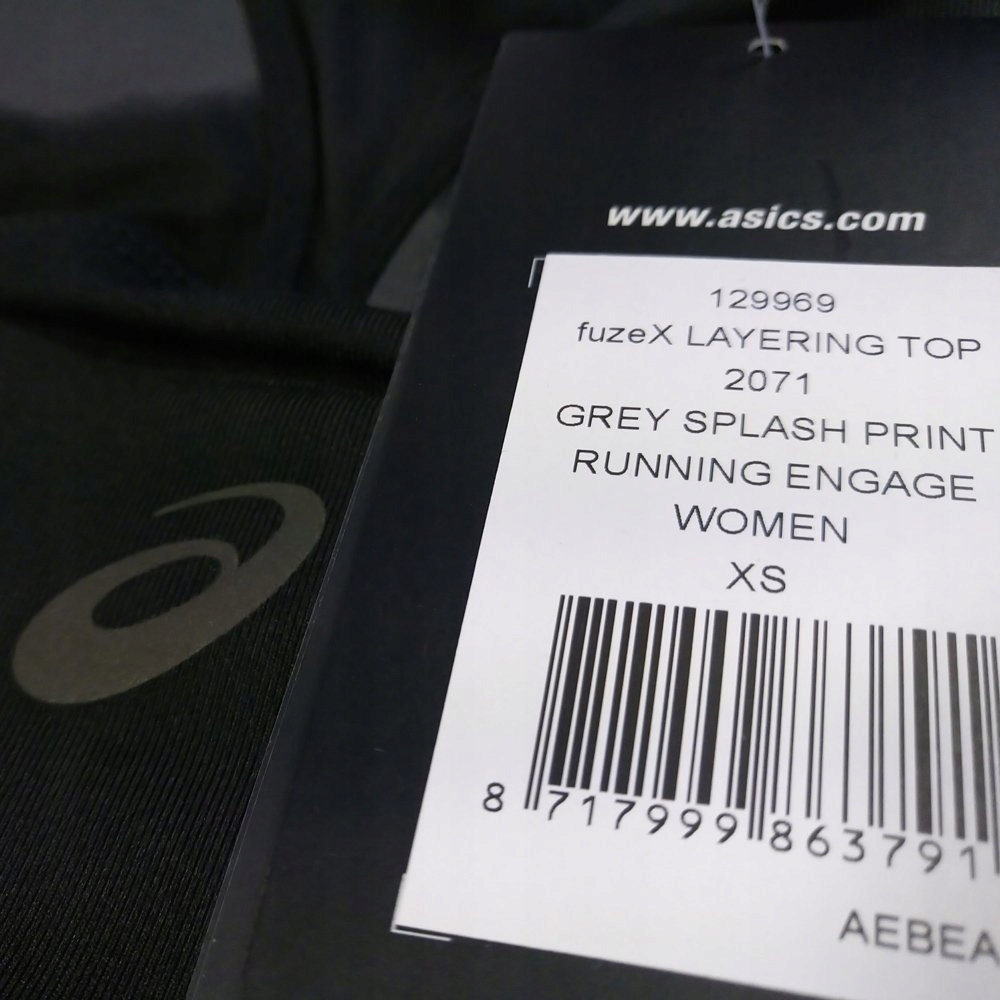 www.asics.com
129969
fuzeX LAYERING TOP
2071
GREY SPLASH PRINT
RUNNING ENGAGE
WOMEN
XS
8 717999 863791
AEBEA